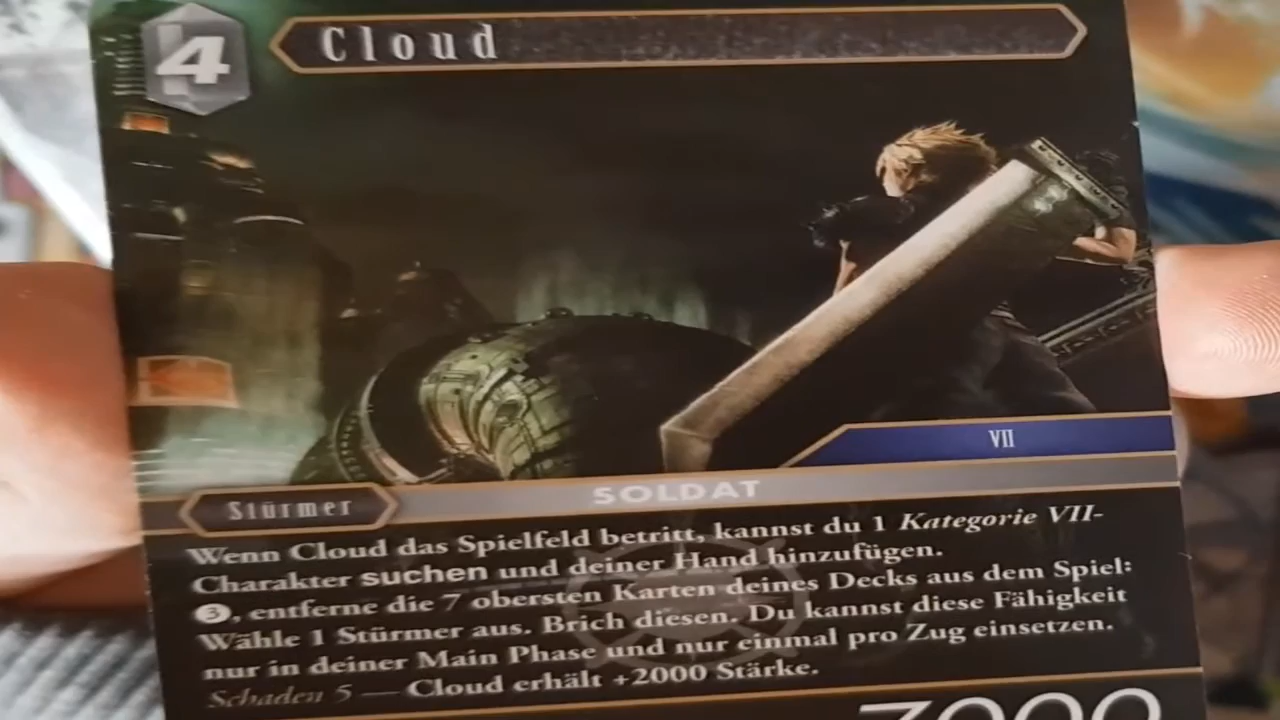 4
Cloud
VII
Stürmer
SOLDAT
Wenn Cloud das Spielfeld betritt, kannst du 1 Kategorie VII-
Charakter suchen und deiner Hand hinzufügen.
3, entferne die 7 obersten Karten deines Decks aus dem Spiel:
Wähle 1 Stürmer aus. Brich diesen. Du kannst diese Fähigkeit
nur in deiner Main Phase und nur einmal pro Zug einsetzen.
Schaden 5 — Cloud erhält +2000 Stärke.